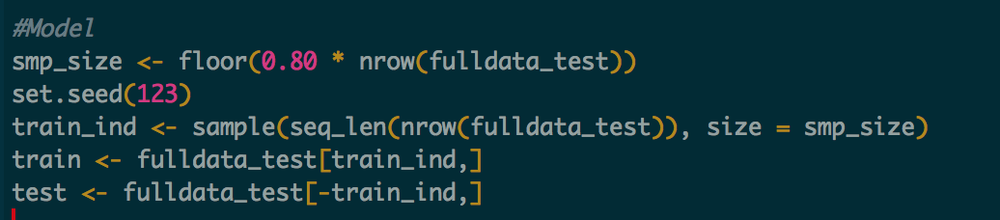 #Model
smp_size <- floor(0.80 * nrow(fulldata_test))
set.seed(123)
train_ind <- sample(seq_len(nrow(fulldata_test)), size = smp_size)
train <- fulldata_test[train_ind,]
test <- fulldata_test[-train_ind,]